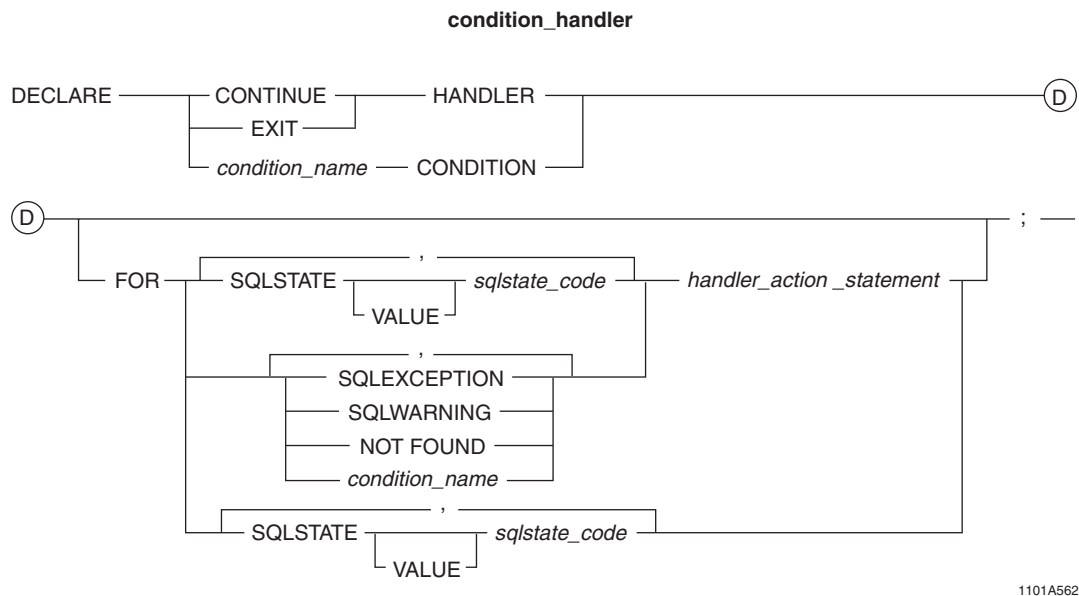 condition_handler
DECLARE CONTINUE HANDLER D
EXIT
condition_name CONDITION
D ;
,
FOR SQLSTATE sqlstate_code handler_action _statement
VALUE
,
SQLEXCEPTION
SQLWARNING
NOT FOUND
condition_name
,
SQLSTATE sqlstate_code
VALUE
1101A562